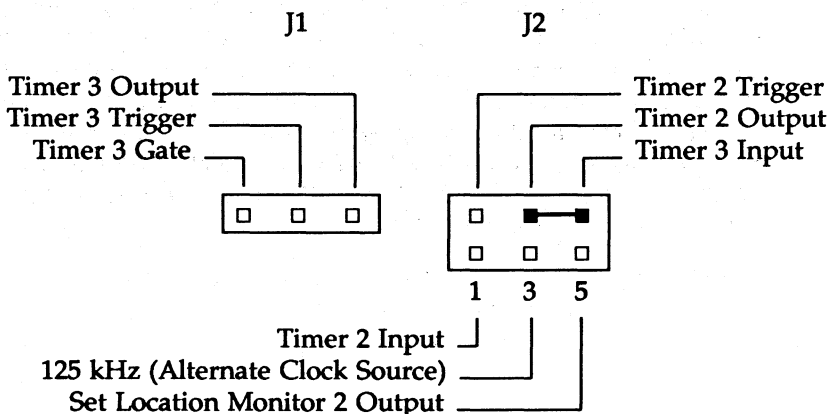 J1
J2
Timer 3 Output
Timer 3 Trigger
Timer 3 Gate
Timer 2 Trigger
Timer 2 Output
Timer 3 Input
1 3 5
Timer 2 Input
125 kHz (Alternate Clock Source)
Set Location Monitor 2 Output